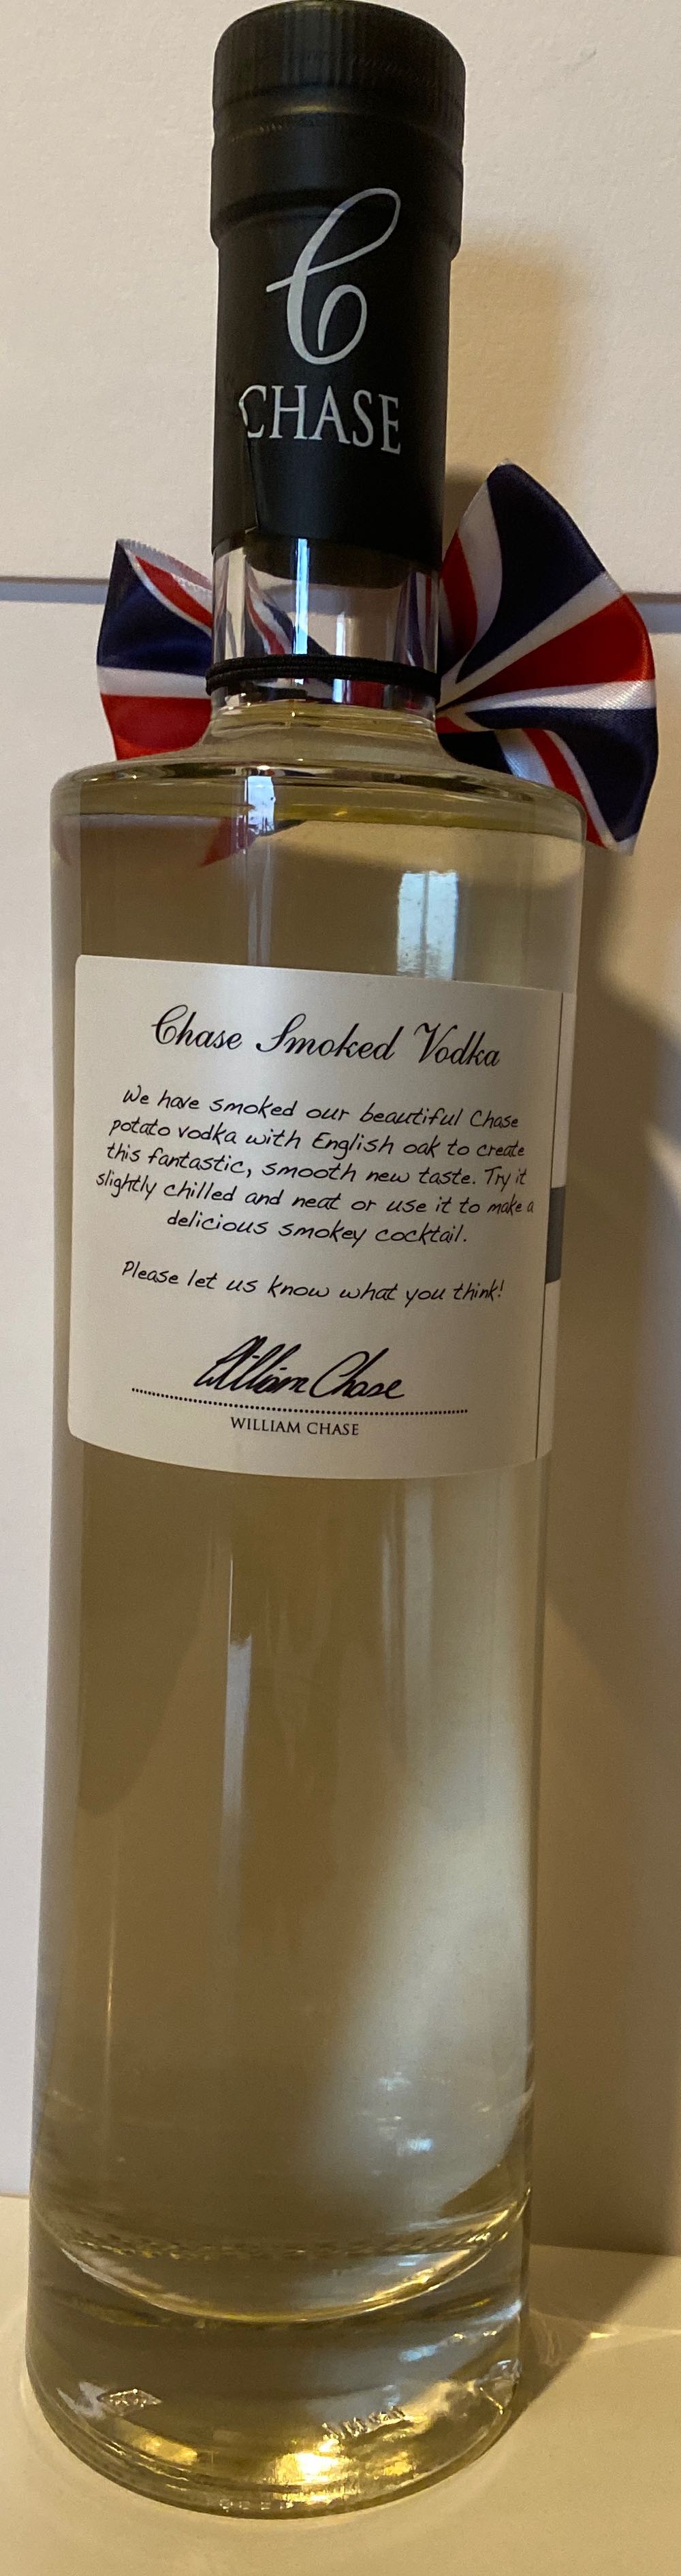 C
CHASE
Chase Smoked Vodka
We have smoked our beautiful Chase
potato vodka with English oak to create
this fantastic, smooth new taste. Try it
slightly chilled and neat or use it to make a
delicious smokey cocktail.
Please let us know what you think!
William Chase
WILLIAM CHASE